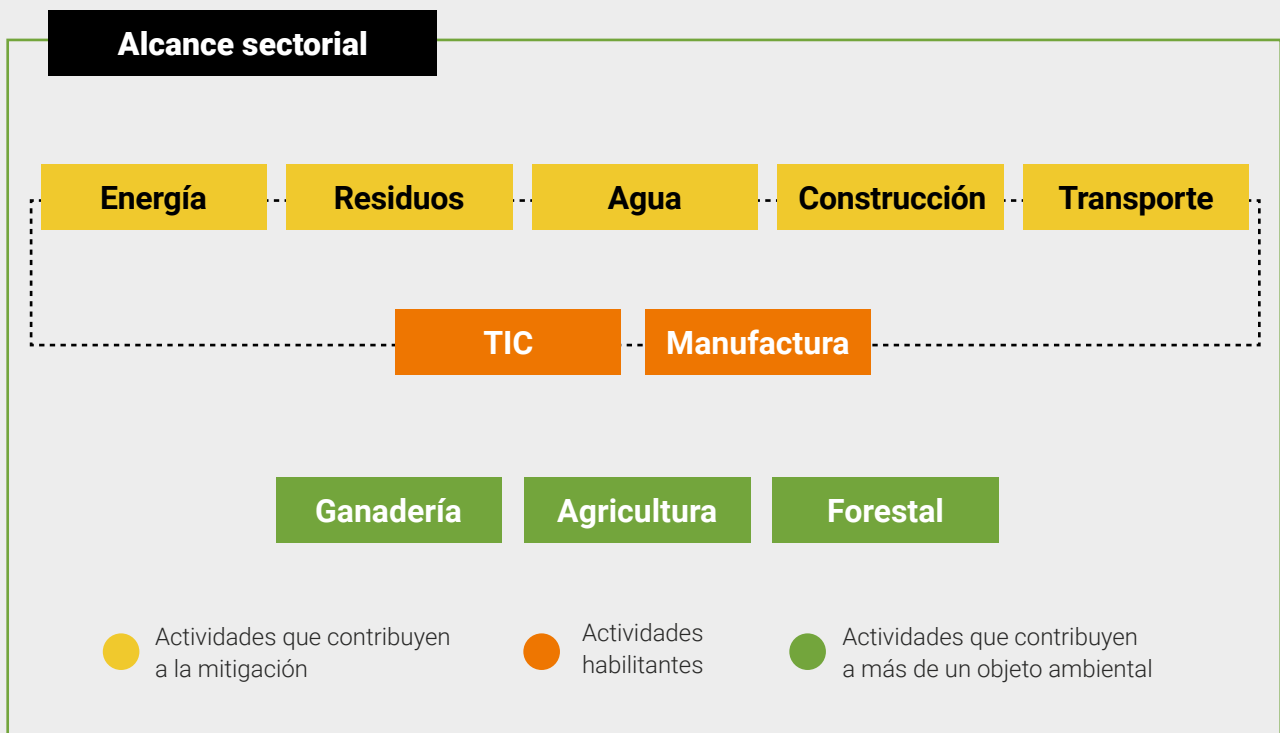 Alcance sectorial
Energía
Residuos
Agua
Construcción
Transporte
TIC
Manufactura
Ganadería
Agricultura
Forestal
Actividades que contribuyen
a la mitigación
Actividades
habilitantes
Actividades que contribuyen
a más de un objeto ambiental